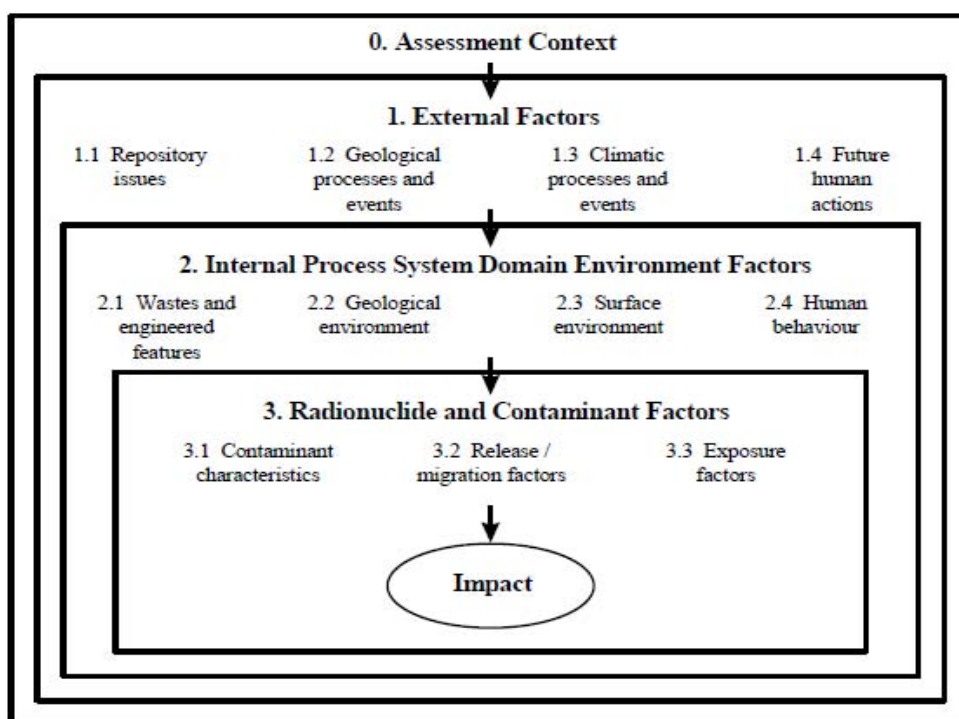 0. Assessment Context
1. External Factors
1.1 Repository issues
1.2 Geological processes and events
1.3 Climatic processes and events
1.4 Future human actions
2. Internal Process System Domain Environment Factors
2.1 Wastes and engineered features
2.2 Geological environment
2.3 Surface environment
2.4 Human behaviour
3. Radionuclide and Contaminant Factors
3.1 Contaminant characteristics
3.2 Release / migration factors
3.3 Exposure factors
Impact